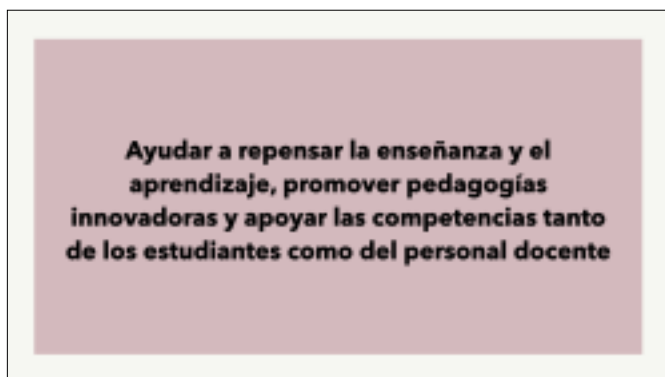 Ayudar a repensar la enseñanza y el
aprendizaje, promover pedagogías
innovadoras y apoyar las competencias tanto
de los estudiantes como del personal docente